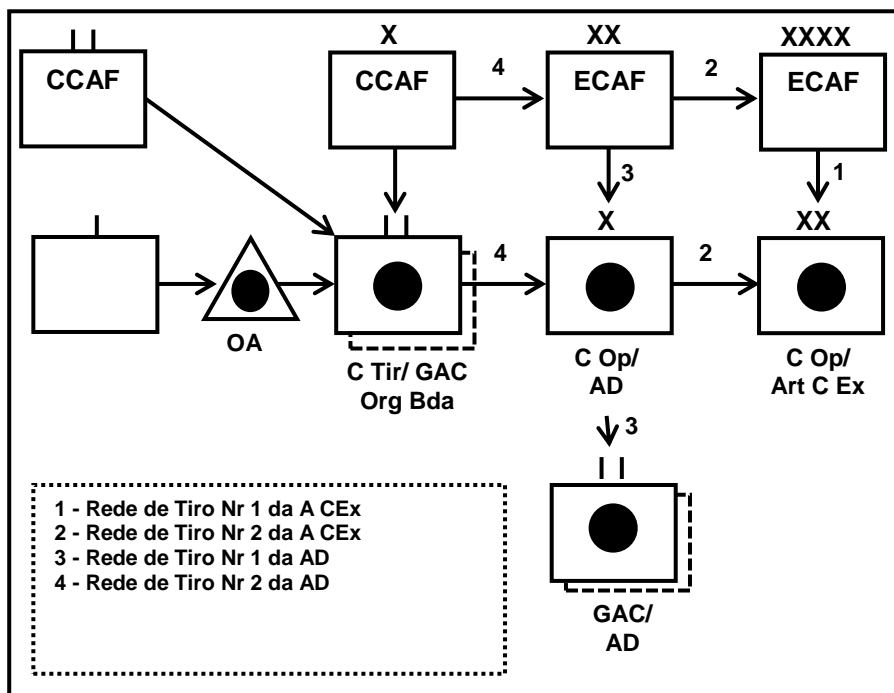 I I
X
XX
XXXX
CCAF
CCAF
4
ECAF
2
ECAF
3
1
I
I I
X
XX
4
2
OA
C Tir/ GAC
Org Bda
C Op/
AD
C Op/
Art C Ex
3
I I
1 - Rede de Tiro Nr 1 da A CEx
2 - Rede de Tiro Nr 2 da A CEx
3 - Rede de Tiro Nr 1 da AD
4 - Rede de Tiro Nr 2 da AD
GAC/
AD